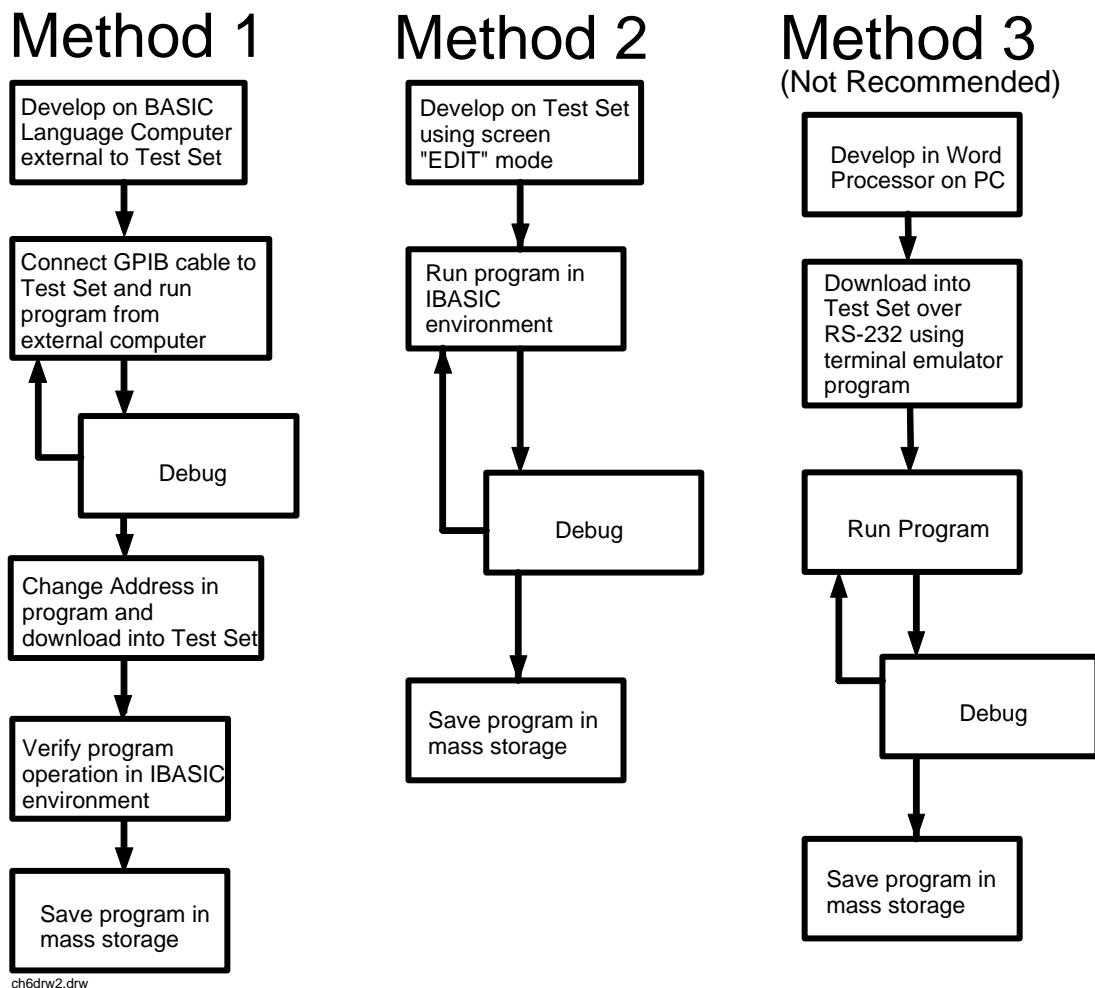 Method 1
Develop on BASIC
Language Computer
external to Test Set
Connect GPIB cable to
Test Set and run
program from
external computer
Debug
Change Address in
program and
download into Test Set
Verify program
operation in IBASIC
environment
Save program in
mass storage
ch6drw2.drw
Method 2
Develop on Test Set
using screen
"EDIT" mode
Run program in
IBASIC
environment
Debug
Save program in
mass storage
Method 3
(Not Recommended)
Develop in Word
Processor on PC
Download into
Test Set over
RS-232 using
terminal emulator
program
Run Program
Debug
Save program in
mass storage